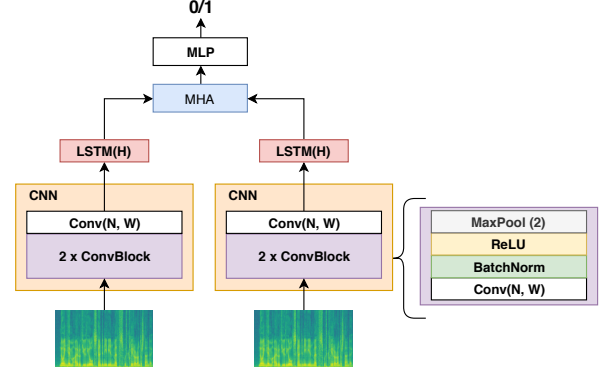 0/1
MLP
MHA
LSTM(H)
LSTM(H)
CNN
Conv(N, W)
2 x ConvBlock
CNN
Conv(N, W)
2 x ConvBlock
MaxPool (2)
ReLU
BatchNorm
Conv(N, W)